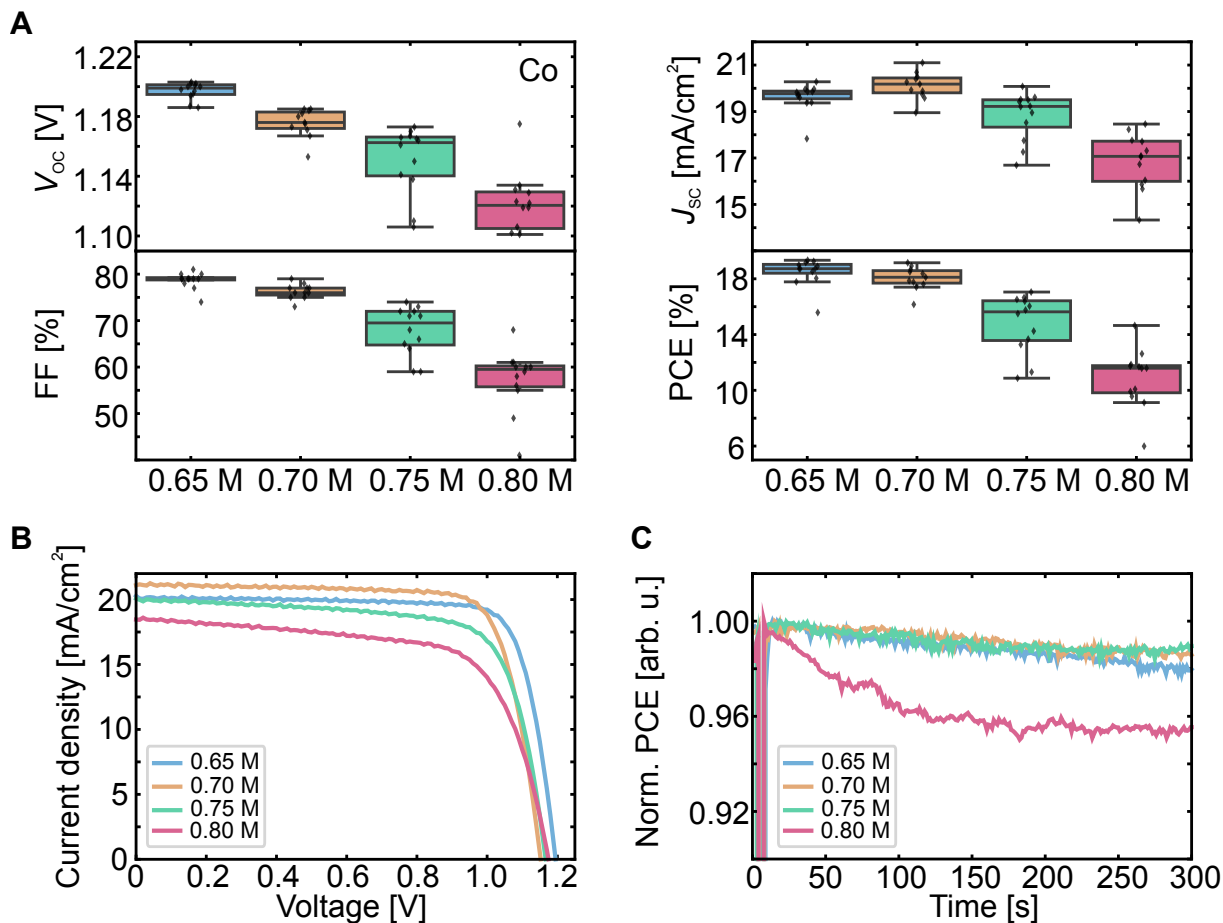 A
Co
V_OC [V]
1.22
1.18
1.14
1.10
FF [%]
80
70
60
50
0.65 M 0.70 M 0.75 M 0.80 M
J_SC [mA/cm²]
21
19
17
15
PCE [%]
18
14
10
6
0.65 M 0.70 M 0.75 M 0.80 M
B
Current density [mA/cm²]
20
15
10
5
0
0 0.2 0.4 0.6 0.8 1.0 1.2
Voltage [V]
0.65 M
0.70 M
0.75 M
0.80 M
C
Norm. PCE [arb. u.]
1.00
0.96
0.92
0 50 100 150 200 250 300
Time [s]
0.65 M
0.70 M
0.75 M
0.80 M